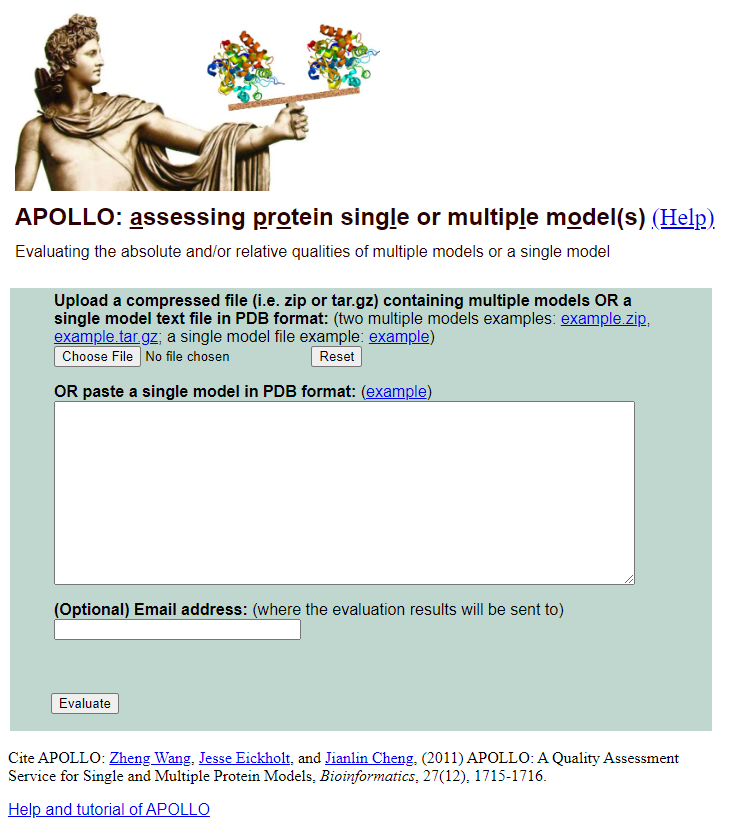 APOLLO: assessing protein single or multiple model(s) (Help)
Evaluating the absolute and/or relative qualities of multiple models or a single model
Upload a compressed file (i.e. zip or tar.gz) containing multiple models OR a
single model text file in PDB format: (two multiple models examples: example.zip,
example.tar.gz; a single model file example: example)
Choose File No file chosen Reset
OR paste a single model in PDB format: (example)
(Optional) Email address: (where the evaluation results will be sent to)
Evaluate
Cite APOLLO: Zheng Wang, Jesse Eickholt, and Jianlin Cheng, (2011) APOLLO: A Quality Assessment
Service for Single and Multiple Protein Models, Bioinformatics, 27(12), 1715-1716.
Help and tutorial of APOLLO